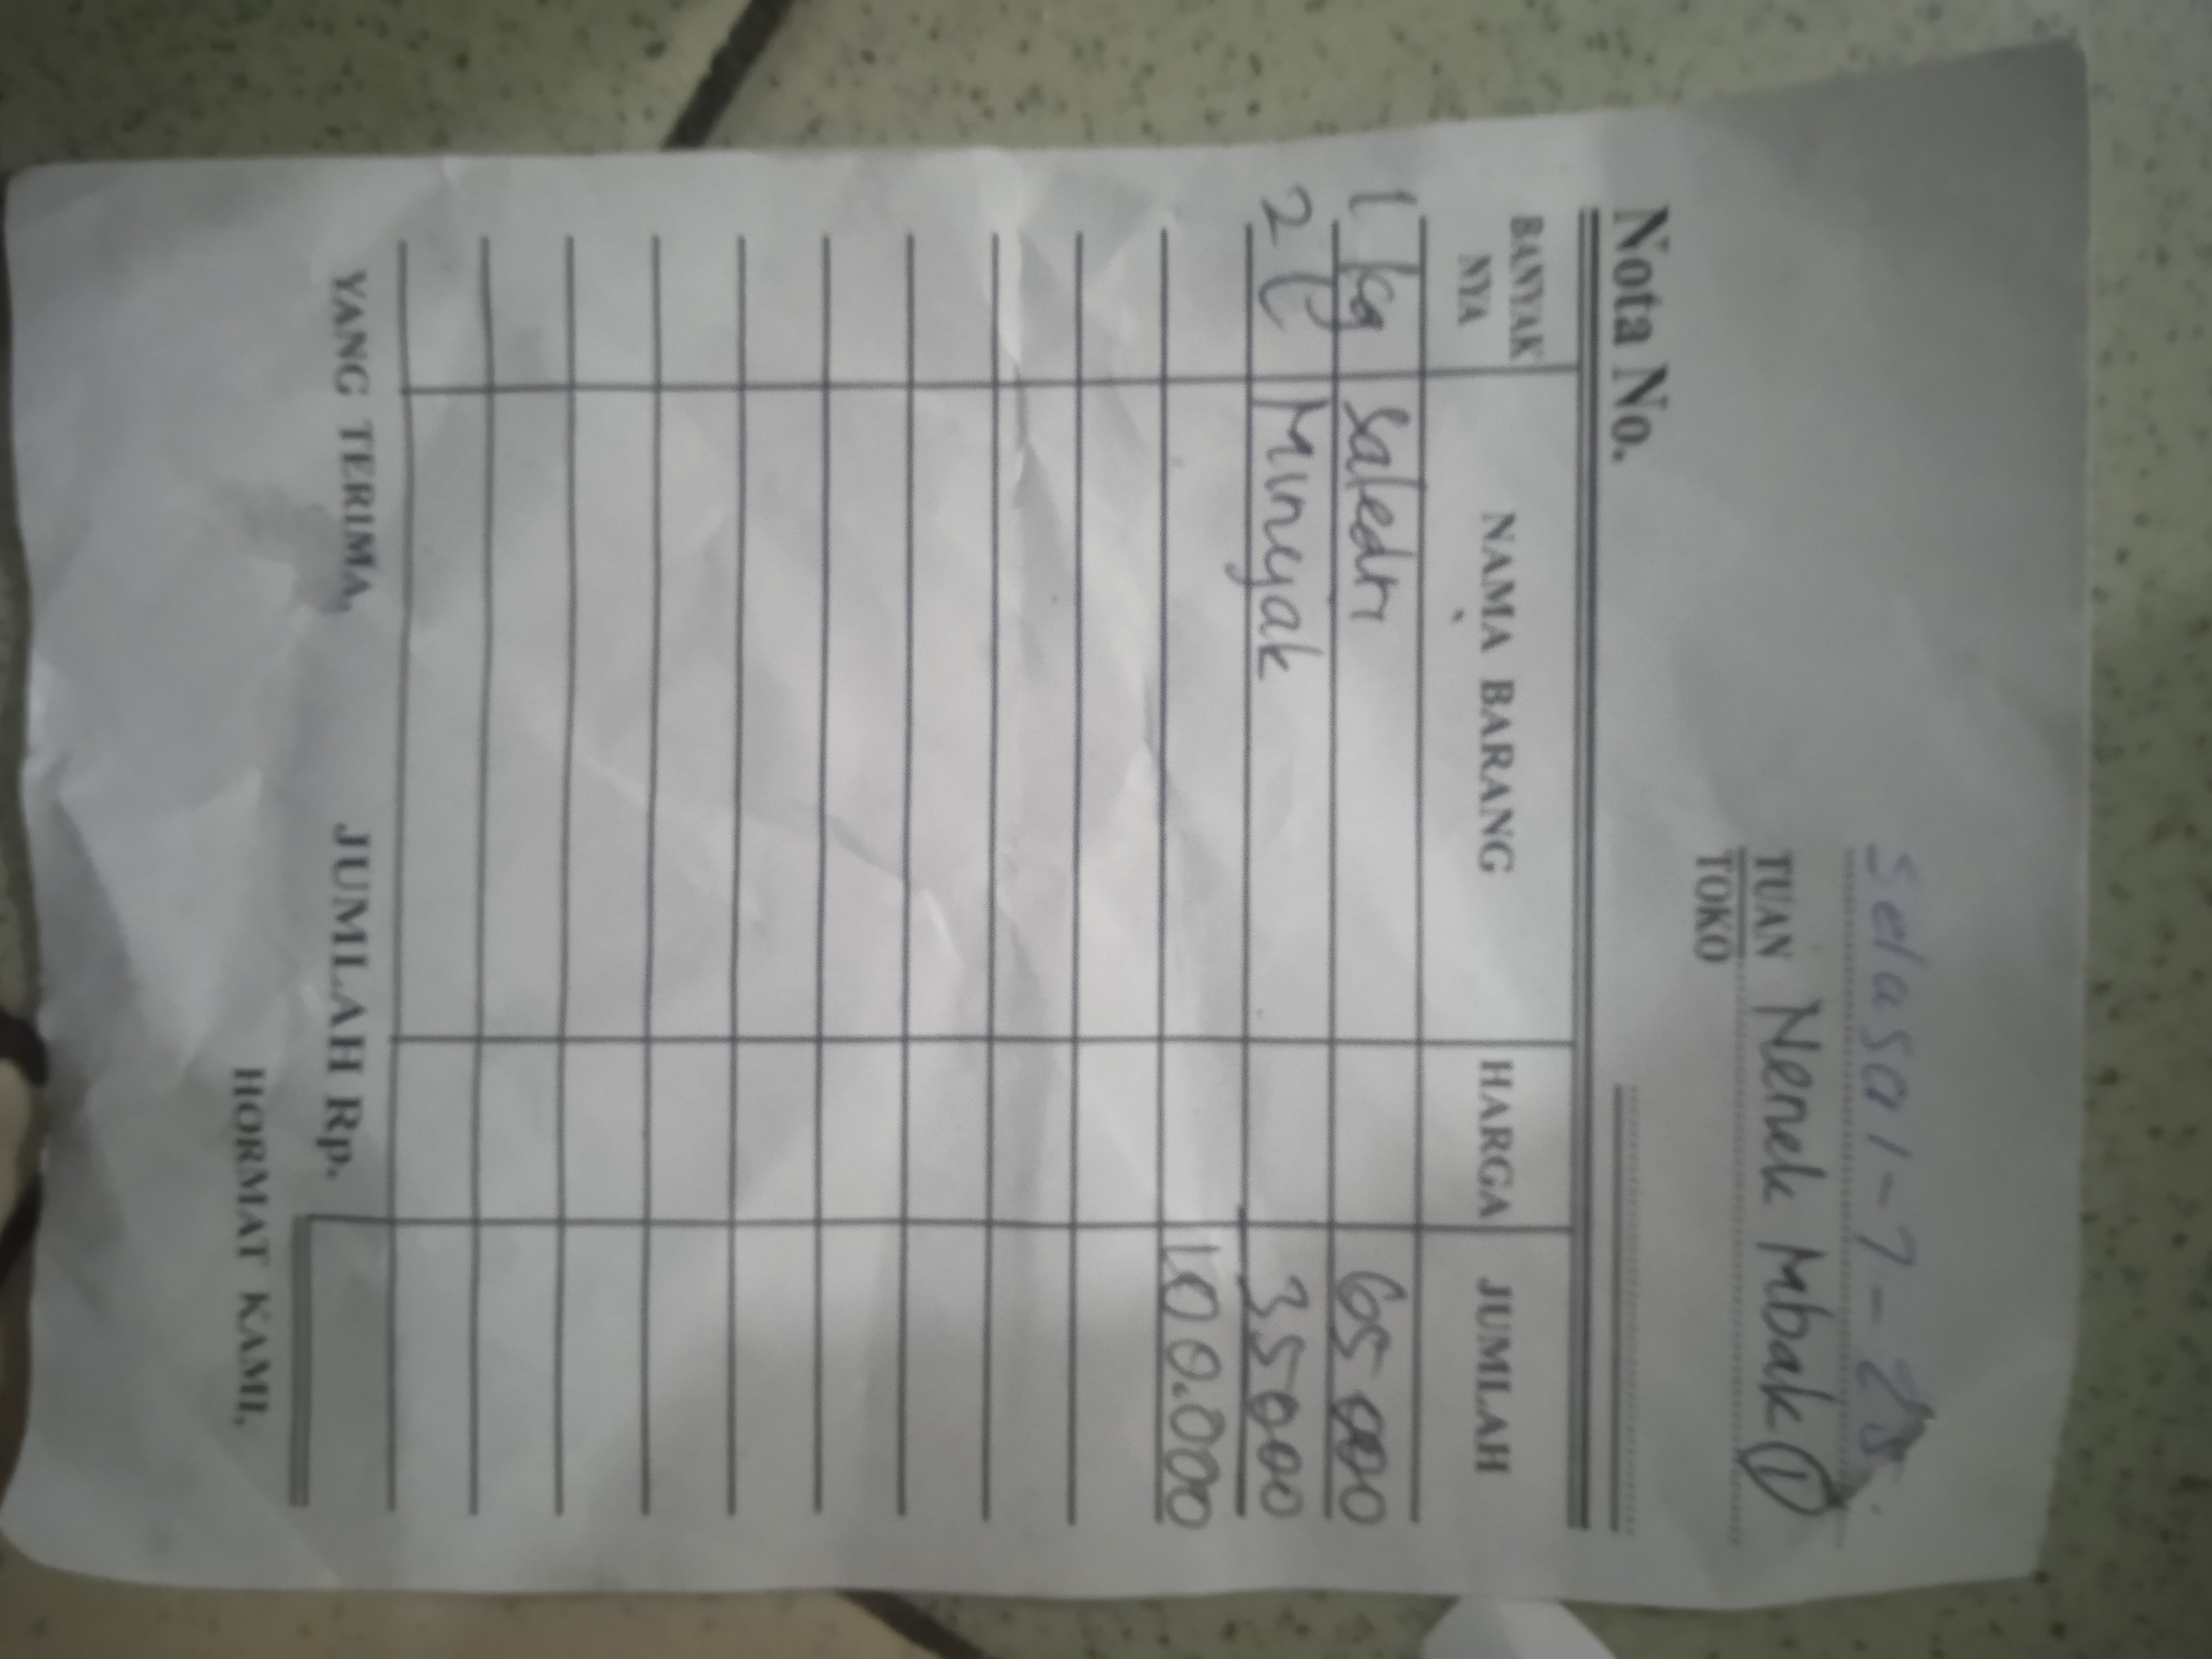 Selasa 1-7-25.
TUAN Nenek Mbak (1)
TOKO
Nota No.
BANYAK NYA NAMA BARANG HARGA JUMLAH
1 kg Saledri 65 000
2 l Minyak 35 000
100.000
JUMLAH Rp.
YANG TERIMA,
HORMAT KAMI,